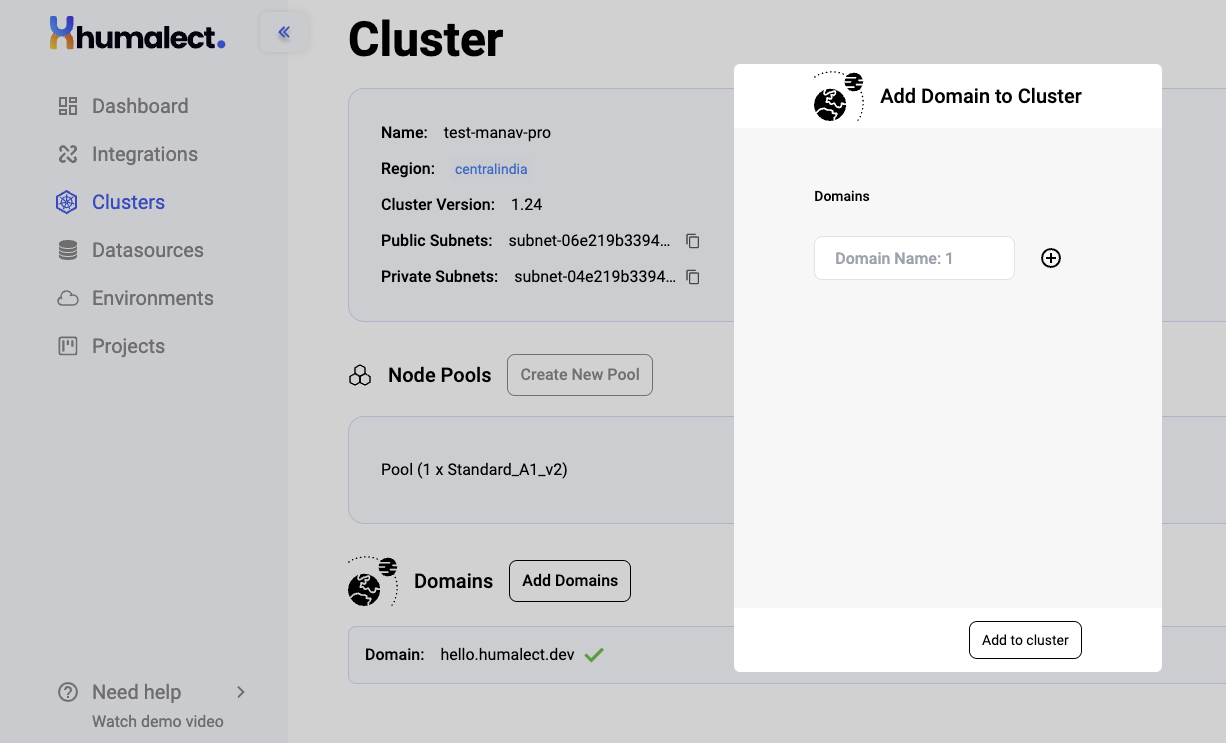 humalect.
Cluster
Dashboard
Integrations
Clusters
Datasources
Environments
Projects
Need help
Watch demo video
Name: test-manav-pro
Region: centralindia
Cluster Version: 1.24
Public Subnets: subnet-06e219b3394...
Private Subnets: subnet-04e219b3394...
Node Pools
Create New Pool
Pool (1 x Standard_A1_v2)
Domains
Add Domains
Domain: hello.humalect.dev
Add Domain to Cluster
Domains
Domain Name: 1
Add to cluster